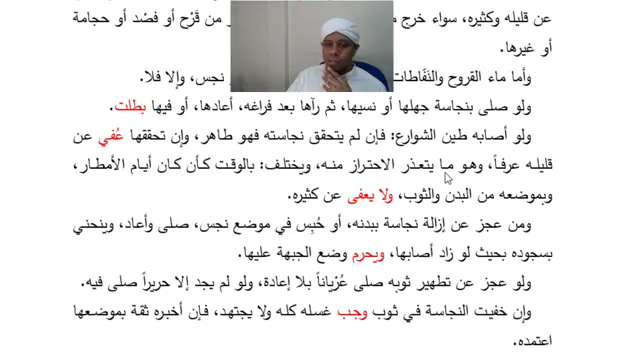 عن قليله وكثيره، سواء خرج من قَرْح أو فصْد أو حجامة
أو غيرها.
وأما ماء القروح والنَّفّاطات نجس، وإلا فلا.
ولو صلى بنجاسة جهلها أو نسيها، ثم رآها بعد فراغه، أعادها، أو فيها بطلت.
ولو أصابه طين الشوارع: فإن لم يتحقق نجاسته فهو طاهر، وإن تحققها عُفي عن
قليله عرفاً، وهو ما يتعذر الاحتراز منه، ويختلف: بالوقت كأن كان أيام الأمطار،
وبموضعه من البدن والثوب، ولا يعفى عن كثيره.
ومن عجز عن إزالة نجاسة ببدنه، أو حُبِس في موضع نجس، صلى وأعاد، وينحني
بسجوده بحيث لو زاد أصابها، ويحرم وضع الجبهة عليها.
ولو عجز عن تطهير ثوبه صلى عُرْياناً بلا إعادة، ولو لم يجد إلا حريراً صلى فيه.
وإن خفيت النجاسة في ثوب وجب غسله كله ولا يجتهد، فإن أخبره ثقة بموضعها
اعتمده.